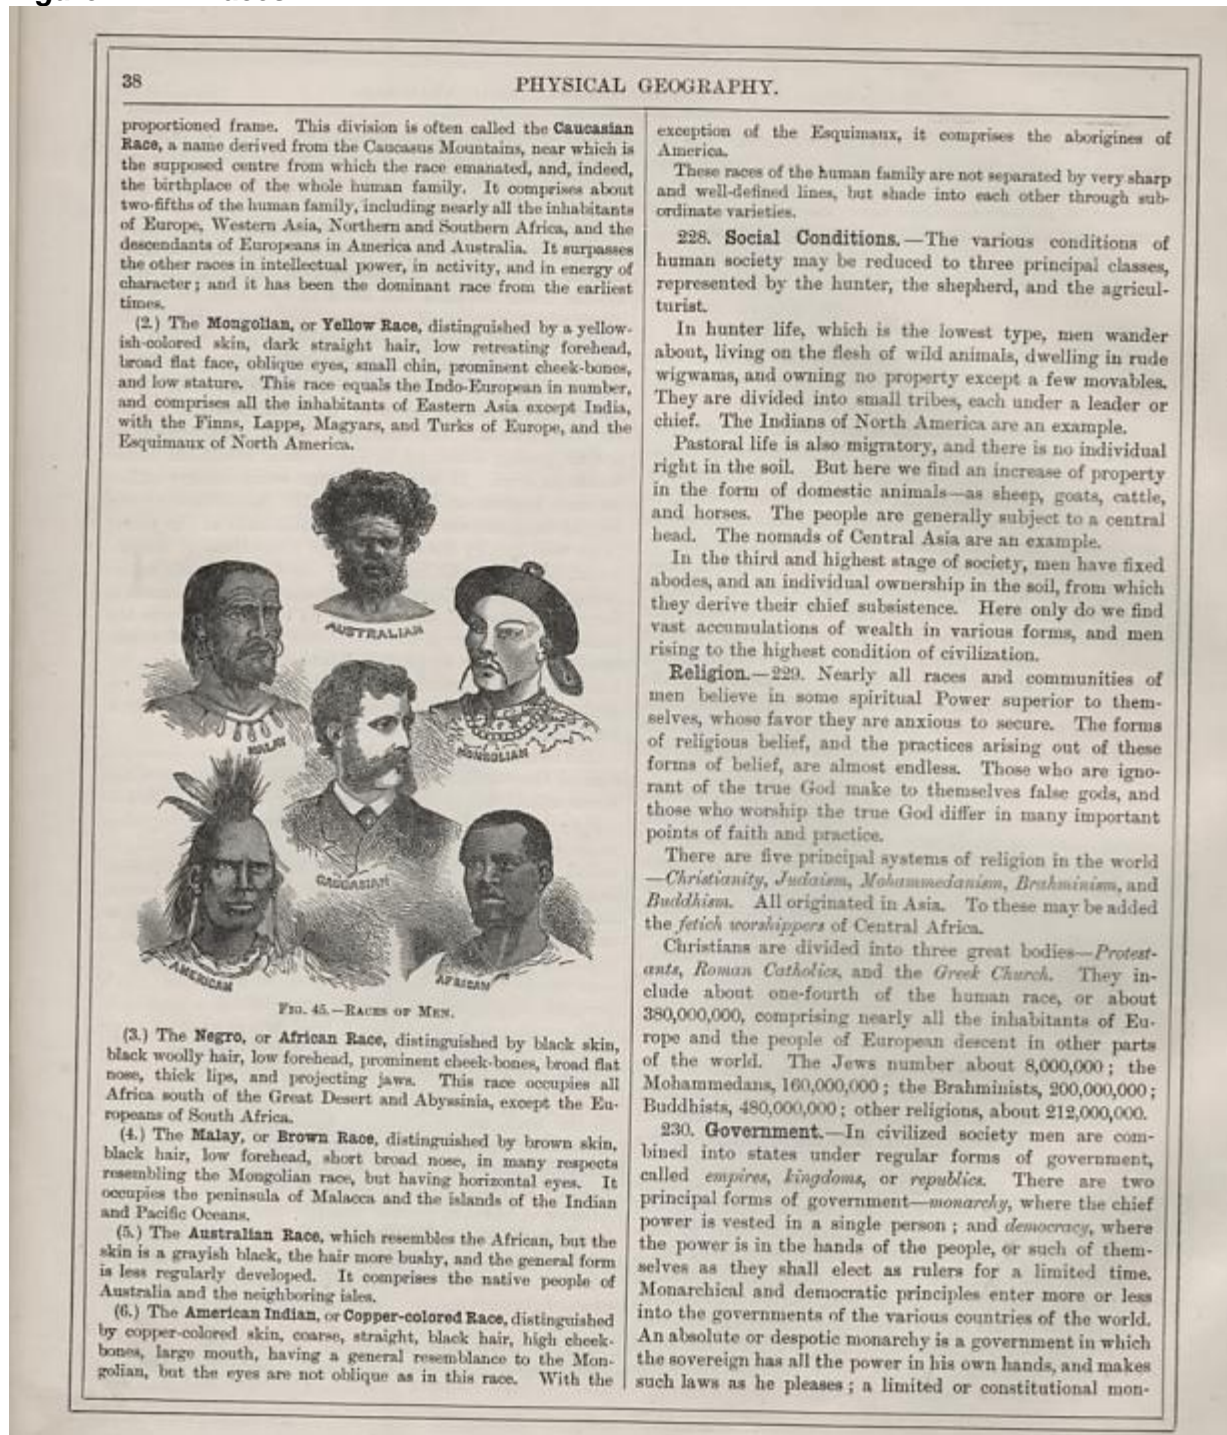 38
PHYSICAL GEOGRAPHY.
proportioned frame. This division is often called the Caucasian
Race, a name derived from the Caucasus Mountains, near which is
the supposed centre from which the race emanated, and, indeed,
the birthplace of the whole human family. It comprises about
two-fifths of the human family, including nearly all the inhabitants
of Europe, Western Asia, Northern and Southern Africa, and the
descendants of Europeans in America and Australia. It surpasses
the other races in intellectual power, in activity, and in energy of
character; and it has been the dominant race from the earliest
times.
(2.) The Mongolian, or Yellow Race, distinguished by a yellow-
ish-colored skin, dark straight hair, low retreating forehead,
broad flat face, oblique eyes, small chin, prominent cheek-bones,
and low stature. This race equals the Indo-European in number,
and comprises all the inhabitants of Eastern Asia except India,
with the Finns, Lapps, Magyars, and Turks of Europe, and the
Esquimaux of North America.
AUSTRALIAN
MALAY
MONGOLIAN
CAUCASIAN
AMERICAN
AFRICAN
FIG. 45.—RACES OF MEN.
(3.) The Negro, or African Race, distinguished by black skin,
black woolly hair, low forehead, prominent cheek-bones, broad flat
nose, thick lips, and projecting jaws. This race occupies all
Africa south of the Great Desert and Abyssinia, except the Eu-
ropeans of South Africa.
(4.) The Malay, or Brown Race, distinguished by brown skin,
black hair, low forehead, short broad nose, in many respects
resembling the Mongolian race, but having horizontal eyes. It
occupies the peninsula of Malacca and the islands of the Indian
and Pacific Oceans.
(5.) The Australian Race, which resembles the African, but the
skin is a grayish black, the hair more bushy, and the general form
is less regularly developed. It comprises the native people of
Australia and the neighboring isles.
(6.) The American Indian, or Copper-colored Race, distinguished
by copper-colored skin, coarse, straight, black hair, high cheek-
bones, large mouth, having a general resemblance to the Mon-
golian, but the eyes are not oblique as in this race. With the
exception of the Esquimaux, it comprises the aborigines of
America.
These races of the human family are not separated by very sharp
and well-defined lines, but shade into each other through sub-
ordinate varieties.
228. Social Conditions.—The various conditions of
human society may be reduced to three principal classes,
represented by the hunter, the shepherd, and the agricul-
turist.
In hunter life, which is the lowest type, men wander
about, living on the flesh of wild animals, dwelling in rude
wigwams, and owning no property except a few movables.
They are divided into small tribes, each under a leader or
chief. The Indians of North America are an example.
Pastoral life is also migratory, and there is no individual
right in the soil. But here we find an increase of property
in the form of domestic animals—as sheep, goats, cattle,
and horses. The people are generally subject to a central
head. The nomads of Central Asia are an example.
In the third and highest stage of society, men have fixed
abodes, and an individual ownership in the soil, from which
they derive their chief subsistence. Here only do we find
vast accumulations of wealth in various forms, and men
rising to the highest condition of civilization.
Religion.—229. Nearly all races and communities of
men believe in some spiritual Power superior to them-
selves, whose favor they are anxious to secure. The forms
of religious belief, and the practices arising out of these
forms of belief, are almost endless. Those who are igno-
rant of the true God make to themselves false gods, and
those who worship the true God differ in many important
points of faith and practice.
There are five principal systems of religion in the world
—Christianity, Judaism, Mohammedanism, Brahminism, and
Buddhism. All originated in Asia. To these may be added
the fetich worshippers of Central Africa.
Christians are divided into three great bodies—Protest-
ants, Roman Catholics, and the Greek Church. They in-
clude about one-fourth of the human race, or about
380,000,000, comprising nearly all the inhabitants of Eu-
rope and the people of European descent in other parts
of the world. The Jews number about 8,000,000; the
Mohammedans, 160,000,000; the Brahminists, 200,000,000;
Buddhists, 480,000,000; other religions, about 212,000,000.
230. Government.—In civilized society men are com-
bined into states under regular forms of government,
called empires, kingdoms, or republics. There are two
principal forms of government—monarchy, where the chief
power is vested in a single person; and democracy, where
the power is in the hands of the people, or such of them-
selves as they shall elect as rulers for a limited time.
Monarchical and democratic principles enter more or less
into the governments of the various countries of the world.
An absolute or despotic monarchy is a government in which
the sovereign has all the power in his own hands, and makes
such laws as he pleases; a limited or constitutional mon-